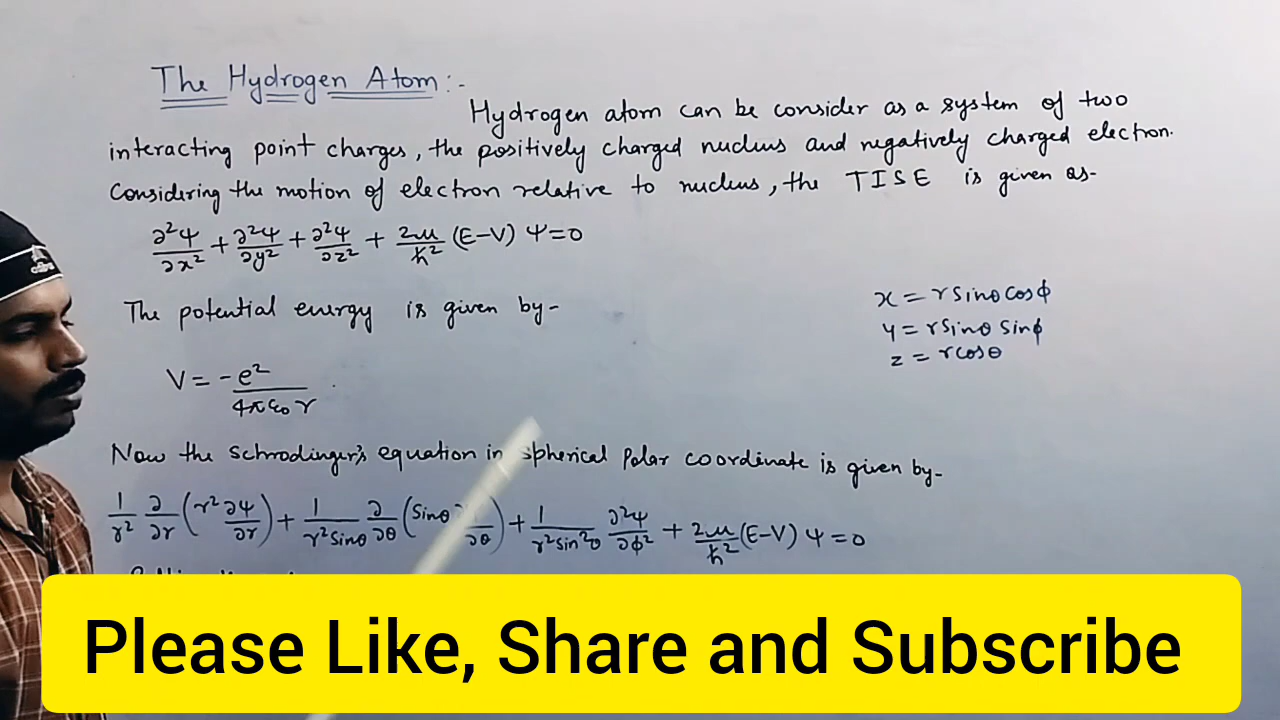 The Hydrogen Atom:-
Hydrogen atom can be consider as a system of two
interacting point charges, the positively charged nucleus and negatively charged electron.
Considering the motion of electron relative to nucleus, the TISE is given as-
∂²Ψ/∂x² + ∂²Ψ/∂y² + ∂²Ψ/∂z² + 2μ/ħ² (E-V) Ψ=0
The potential energy is given by-
x = r sinθ cosϕ
y = r sinθ sinϕ
z = r cosθ
V = -e²/4πε₀r
Now the schrodinger's equation in spherical polar coordinate is given by-
1/r² ∂/∂r (r² ∂Ψ/∂r) + 1/r² sinθ ∂/∂θ (sinθ /∂θ) + 1/r² sin²θ ∂²Ψ/∂ϕ² + 2μ/ħ² (E-V) Ψ = 0
Please Like, Share and Subscribe